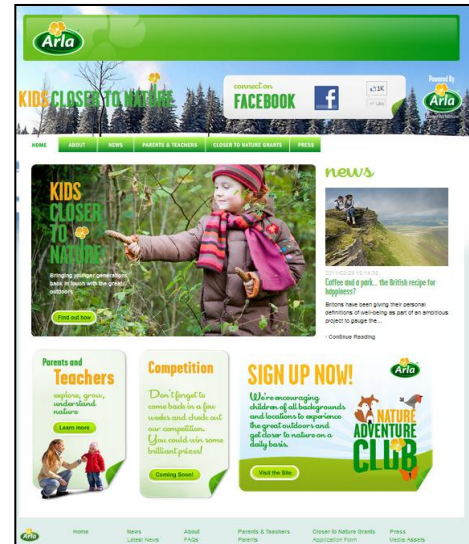 Arla
KIDS CLOSER TO NATURE
connect on
FACEBOOK
1K
Like
Powered By
Arla
HOME
ABOUT
NEWS
PARENTS & TEACHERS
CLOSER TO NATURE GRANTS
PRESS
KIDS
CLOSER
TO
NATURE
Bringing younger generations
back in touch with the great
outdoors
Find out how
news
Coffee and a park... the British recipe for
happiness?
Britons have been giving their personal
definitions of well-being as part of an ambitious
project to gauge the...
- Continue Reading
Parents and
Teachers
explore, grow,
understand
nature
Learn more
Competition
Don't forget to
come back in a few
weeks and check out
our competition.
You could win some
brilliant prizes!
Coming Soon!
SIGN UP NOW!
We're encouraging
children of all backgrounds
and locations to experience
the great outdoors and
get closer to nature on a
daily basis.
Visit the Site
Arla
NATURE
ADVENTURE
CLUB
Arla
Home
News
Latest News
About
FAQs
Parents & Teachers
Parents
Closer to Nature Grants
Application Form
Press
Media Assets